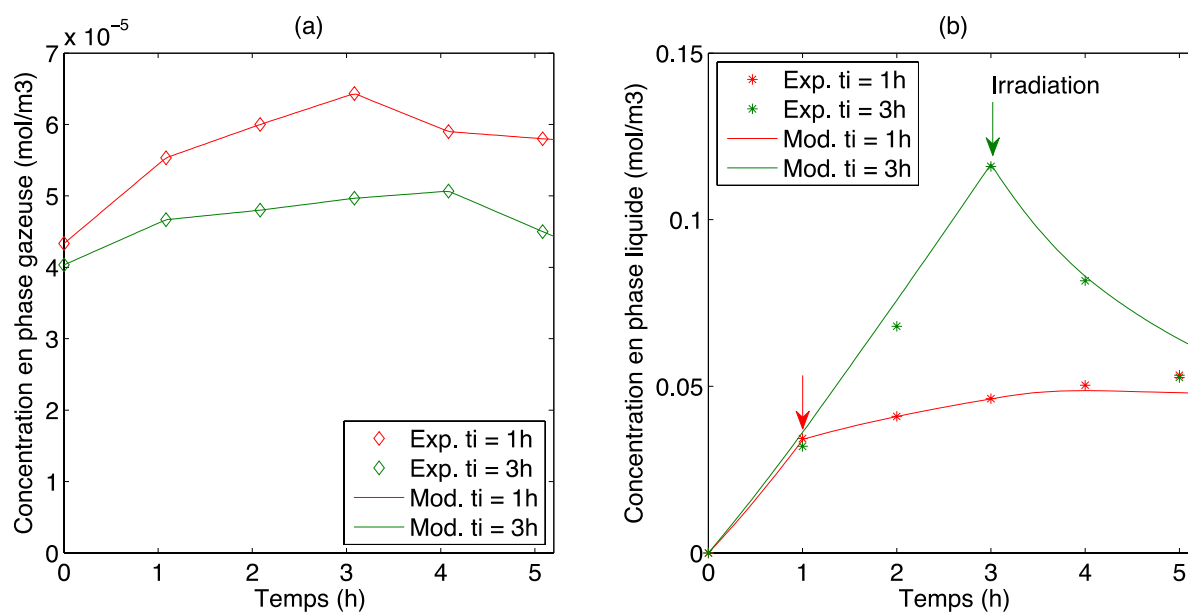 (a)
x 10⁻⁵
7
6
5
4
3
2
1
0
Concentration en phase gazeuse (mol/m3)
Exp. ti = 1h
Exp. ti = 3h
Mod. ti = 1h
Mod. ti = 3h
0 1 2 3 4 5
Temps (h)
(b)
0.15
0.1
0.05
0
Concentration en phase liquide (mol/m3)
Exp. ti = 1h
Exp. ti = 3h
Mod. ti = 1h
Mod. ti = 3h
Irradiation
0 1 2 3 4 5
Temps (h)